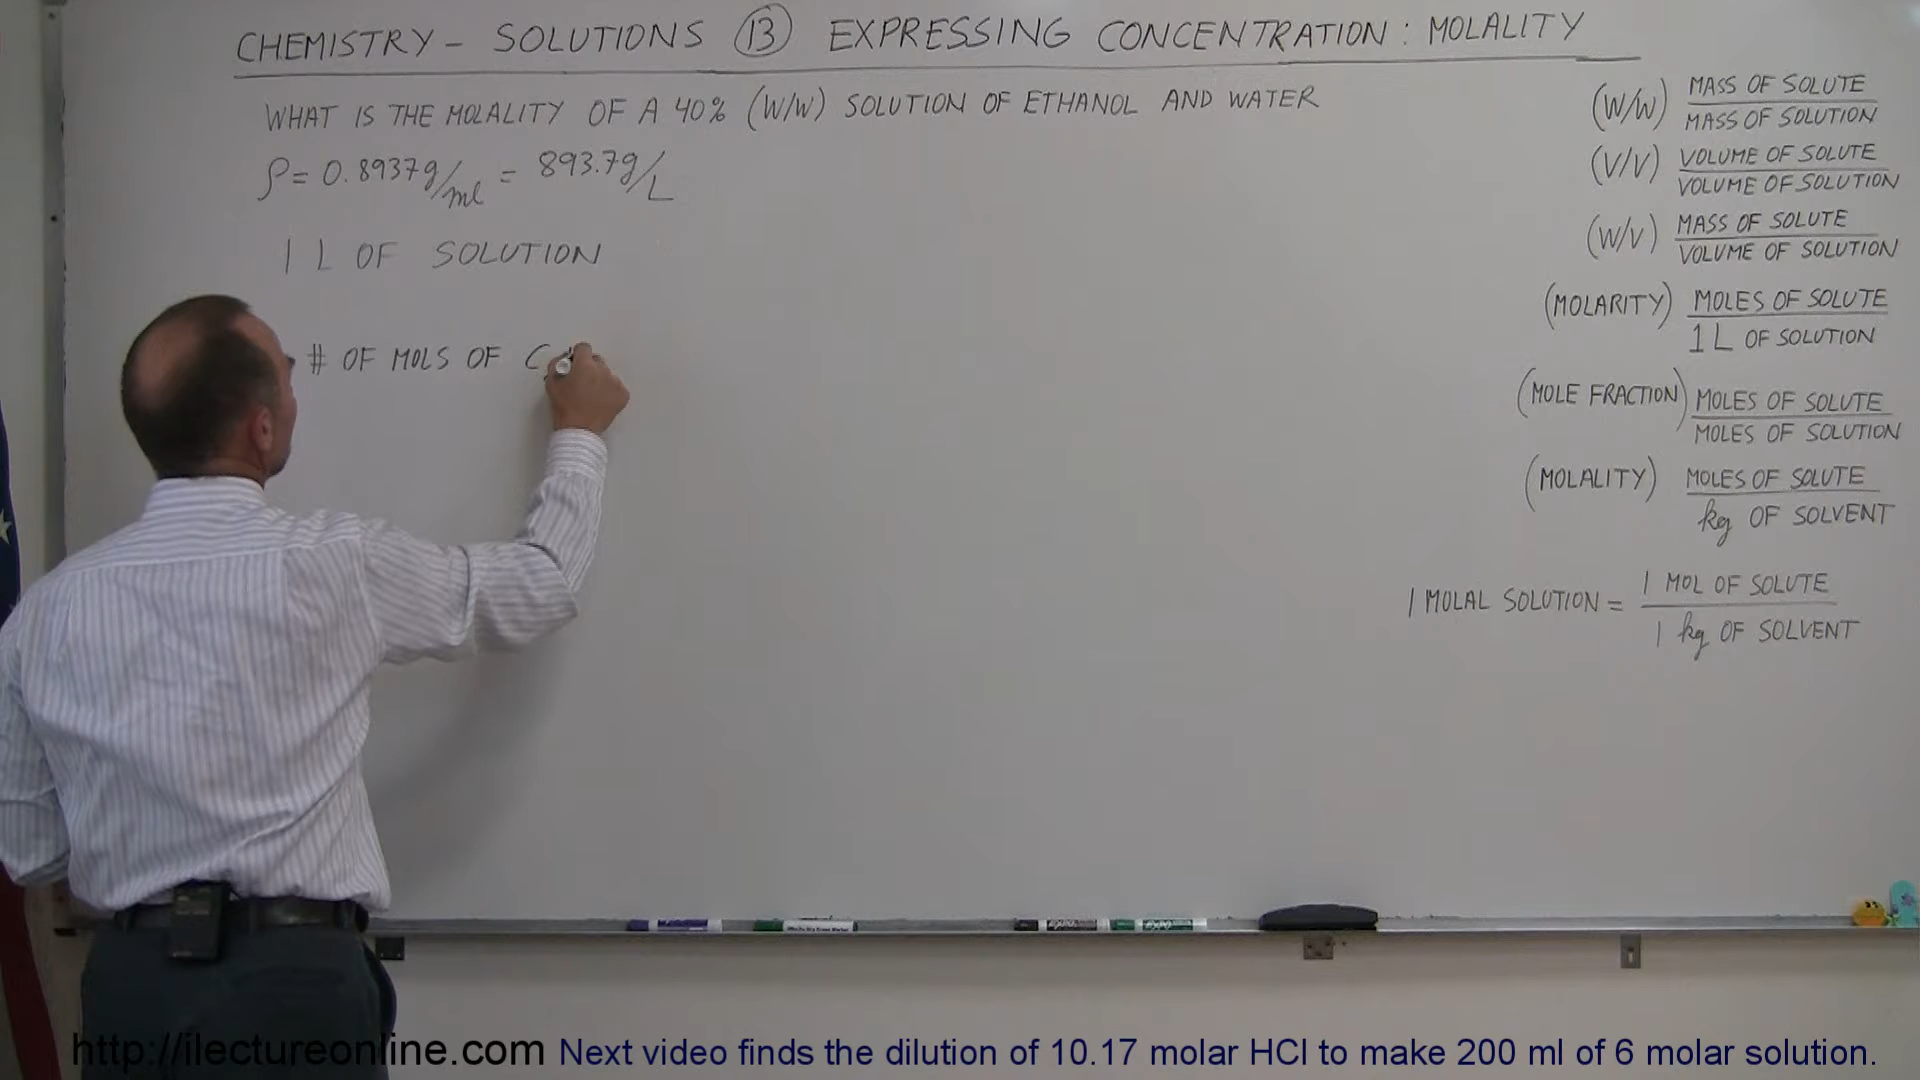 CHEMISTRY - SOLUTIONS 13 EXPRESSING CONCENTRATION: MOLALITY
WHAT IS THE MOLALITY OF A 40% (W/W) SOLUTION OF ETHANOL AND WATER
ρ = 0.8937g/ml = 893.7g/L
1 L OF SOLUTION
# OF MOLS OF C
(W/W) MASS OF SOLUTE
MASS OF SOLUTION
(V/V) VOLUME OF SOLUTE
VOLUME OF SOLUTION
(W/V) MASS OF SOLUTE
VOLUME OF SOLUTION
(MOLARITY) MOLES OF SOLUTE
1 L OF SOLUTION
(MOLE FRACTION) MOLES OF SOLUTE
MOLES OF SOLUTION
(MOLALITY) MOLES OF SOLUTE
kg OF SOLVENT
1 MOLAL SOLUTION = 1 MOL OF SOLUTE
1 kg OF SOLVENT
http://ilectureonline.com Next video finds the dilution of 10.17 molar HCl to make 200 ml of 6 molar solution.